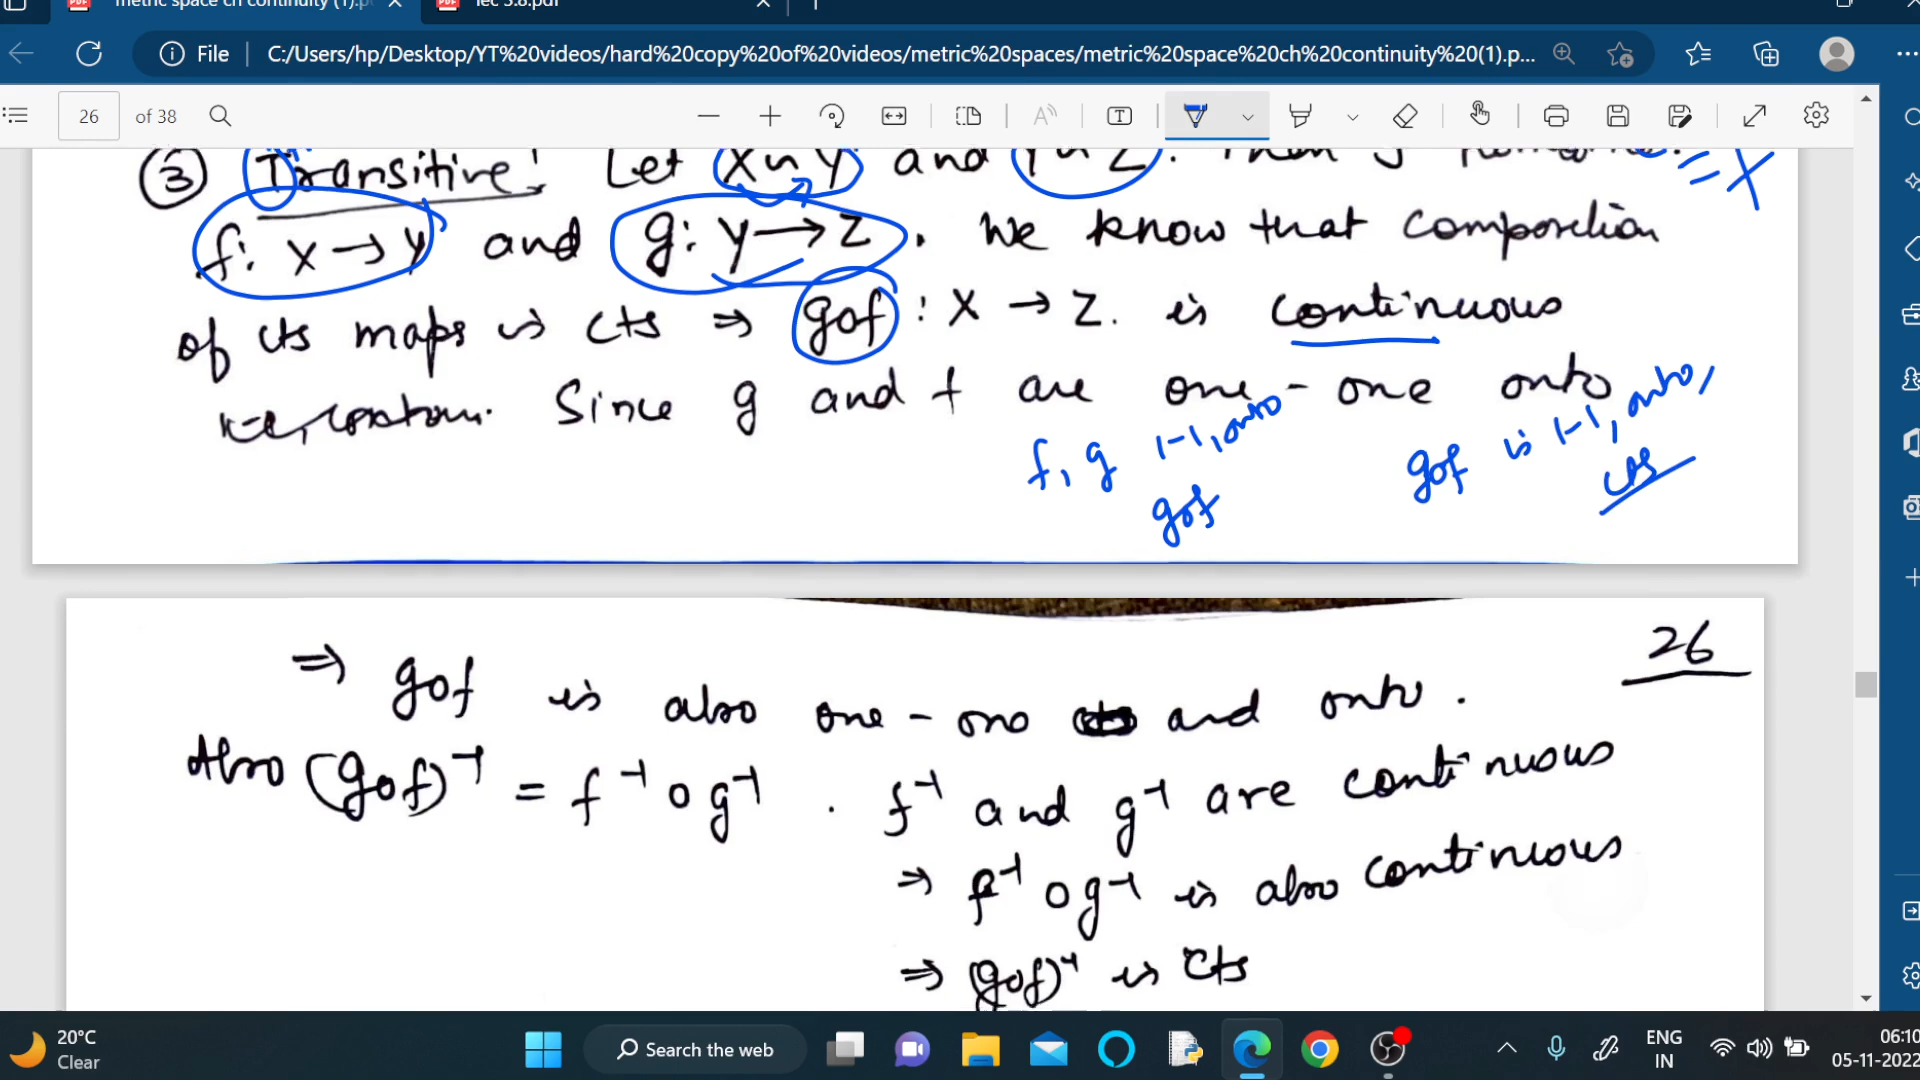 metric space ch continuity (1).p
lec 3.8.pdf
File
C:/Users/hp/Desktop/YT%20videos/hard%20copy%20of%20videos/metric%20spaces/metric%20space%20ch%20continuity%20(1).p...
26 of 38
③ Transitive! Let X ~ Y and Y ~ Z. Then ∃ = X
f: X → Y and g: Y → Z. We know that composition
of cts maps is cts ⇒ gof : X → Z. is continuous
Since g and f are one-one onto
f, g 1-1, onto gof is 1-1, onto,
gof cts
26
⇒ gof is also one-one and onto.
Also (gof)⁻¹ = f⁻¹ o g⁻¹. f⁻¹ and g⁻¹ are continuous
⇒ f⁻¹ o g⁻¹ is also continuous
⇒ (gof)⁻¹ is cts
20°C
Clear
Search the web
ENG
IN
06:10
05-11-2022